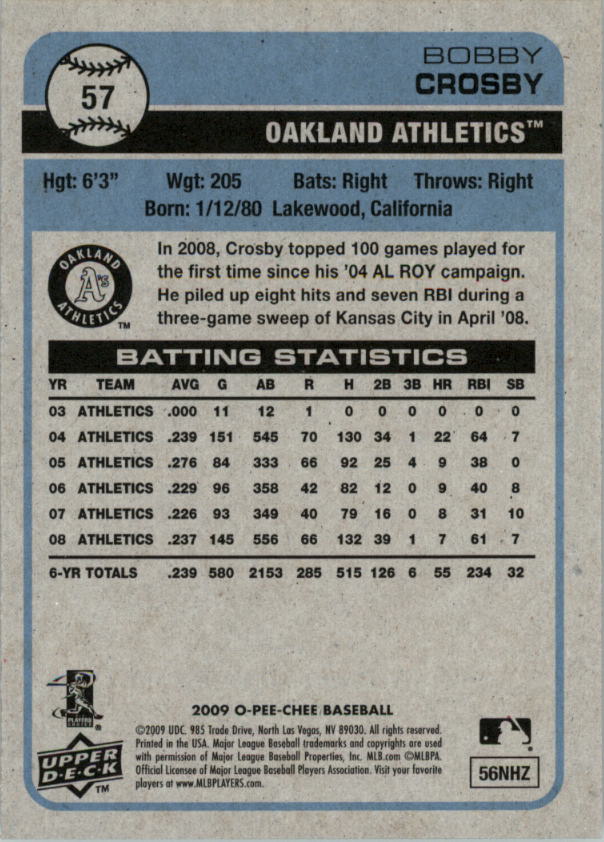 57
BOBBY
CROSBY
OAKLAND ATHLETICS™
Hgt: 6'3" Wgt: 205 Bats: Right Throws: Right
Born: 1/12/80 Lakewood, California
OAKLAND
A's
ATHLETICS
TM
In 2008, Crosby topped 100 games played for
the first time since his '04 AL ROY campaign.
He piled up eight hits and seven RBI during a
three-game sweep of Kansas City in April '08.
BATTING STATISTICS
YR TEAM AVG G AB R H 2B 3B HR RBI SB
03 ATHLETICS .000 11 12 1 0 0 0 0 0 0
04 ATHLETICS .239 151 545 70 130 34 1 22 64 7
05 ATHLETICS .276 84 333 66 92 25 4 9 38 0
06 ATHLETICS .229 96 358 42 82 12 0 9 40 8
07 ATHLETICS .226 93 349 40 79 16 0 8 31 10
08 ATHLETICS .237 145 556 66 132 39 1 7 61 7
6-YR TOTALS .239 580 2153 285 515 126 6 55 234 32
PLAYERS
®
UPPER
D·E·C·K
TM
2009 O-PEE-CHEE BASEBALL
©2009 UDC. 985 Trade Drive, North Las Vegas, NV 89030. All rights reserved.
Printed in the USA. Major League Baseball trademarks and copyrights are used
with permission of Major League Baseball Properties, Inc. MLB.com ©MLBPA.
Official Licensee of Major League Baseball Players Association. Visit your favorite
players at www.MLBPLAYERS.com.
56NHZ